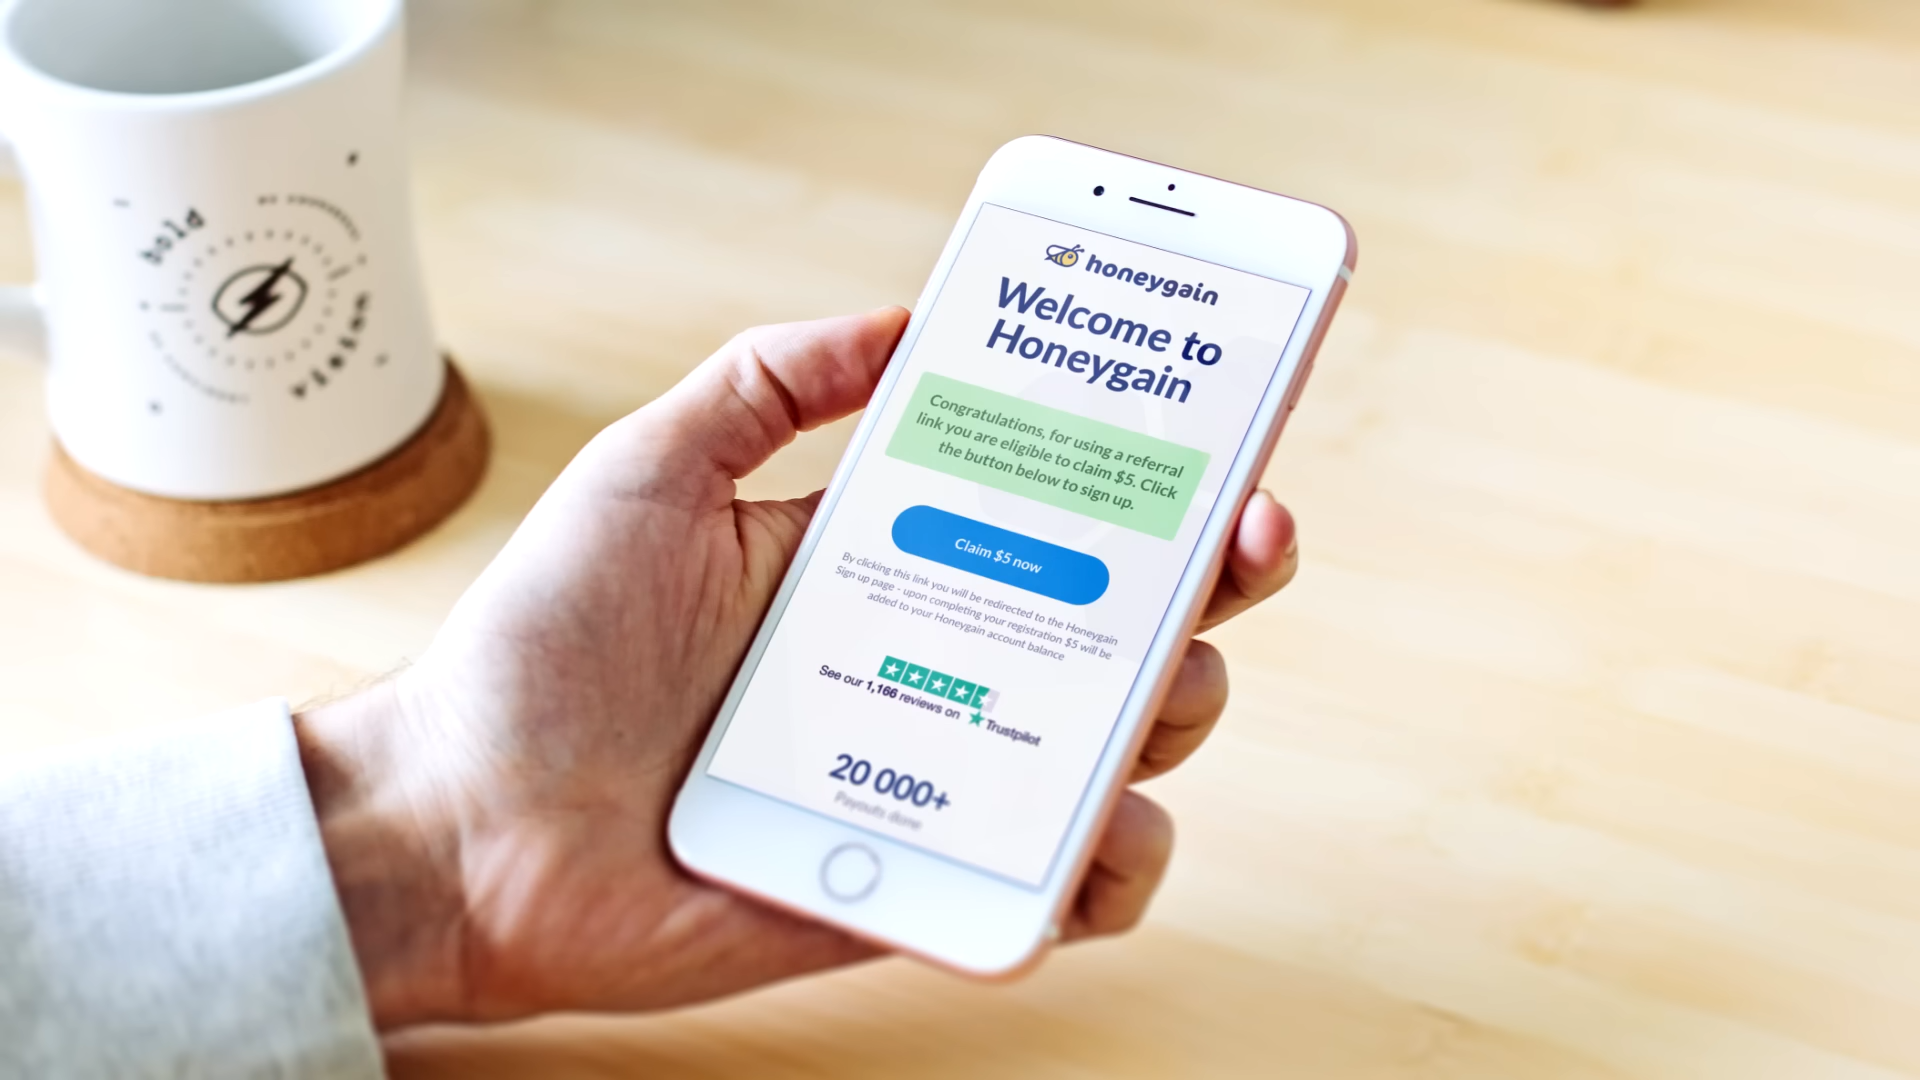 bold
vision
honeygain
Welcome to
Honeygain
Congratulations, for using a referral
link you are eligible to claim $5. Click
the button below to sign up.
Claim $5 now
By clicking this link you will be redirected to the Honeygain
Sign up page - upon completing your registration $5 will be
added to your Honeygain account balance
See our 1,166 reviews on Trustpilot
20 000+
Payouts done